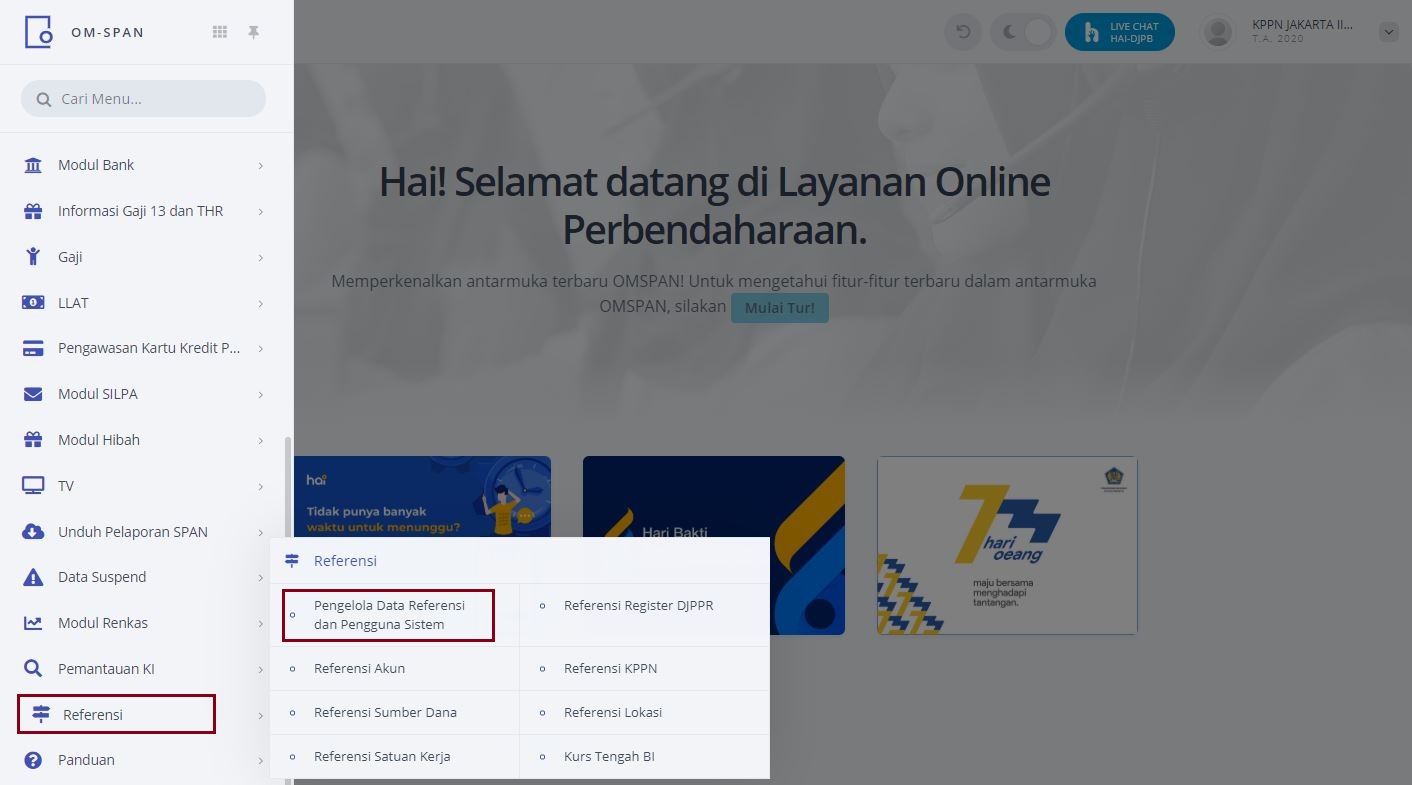 OM-SPAN
Cari Menu...
Modul Bank
Informasi Gaji 13 dan THR
Gaji
LLAT
Pengawasan Kartu Kredit P...
Modul SILPA
Modul Hibah
TV
Unduh Pelaporan SPAN
Data Suspend
Modul Renkas
Pemantauan KI
Referensi
Panduan
LIVE CHAT
HAI-DJPB
KPPN JAKARTA II...
T.A. 2020
Hai! Selamat datang di Layanan Online
Perbendaharaan.
Memperkenalkan antarmuka terbaru OMSPAN! Untuk mengetahui fitur-fitur terbaru dalam antarmuka
OMSPAN, silakan Mulai Tur!
hai
Tidak punya banyak
waktu untuk menunggu?
Hari Bakti
77
hari
oeang
maju bersama
menghadapi
tantangan.
Referensi
Pengelola Data Referensi
dan Pengguna Sistem
Referensi Register DJPPR
Referensi Akun
Referensi KPPN
Referensi Sumber Dana
Referensi Lokasi
Referensi Satuan Kerja
Kurs Tengah BI